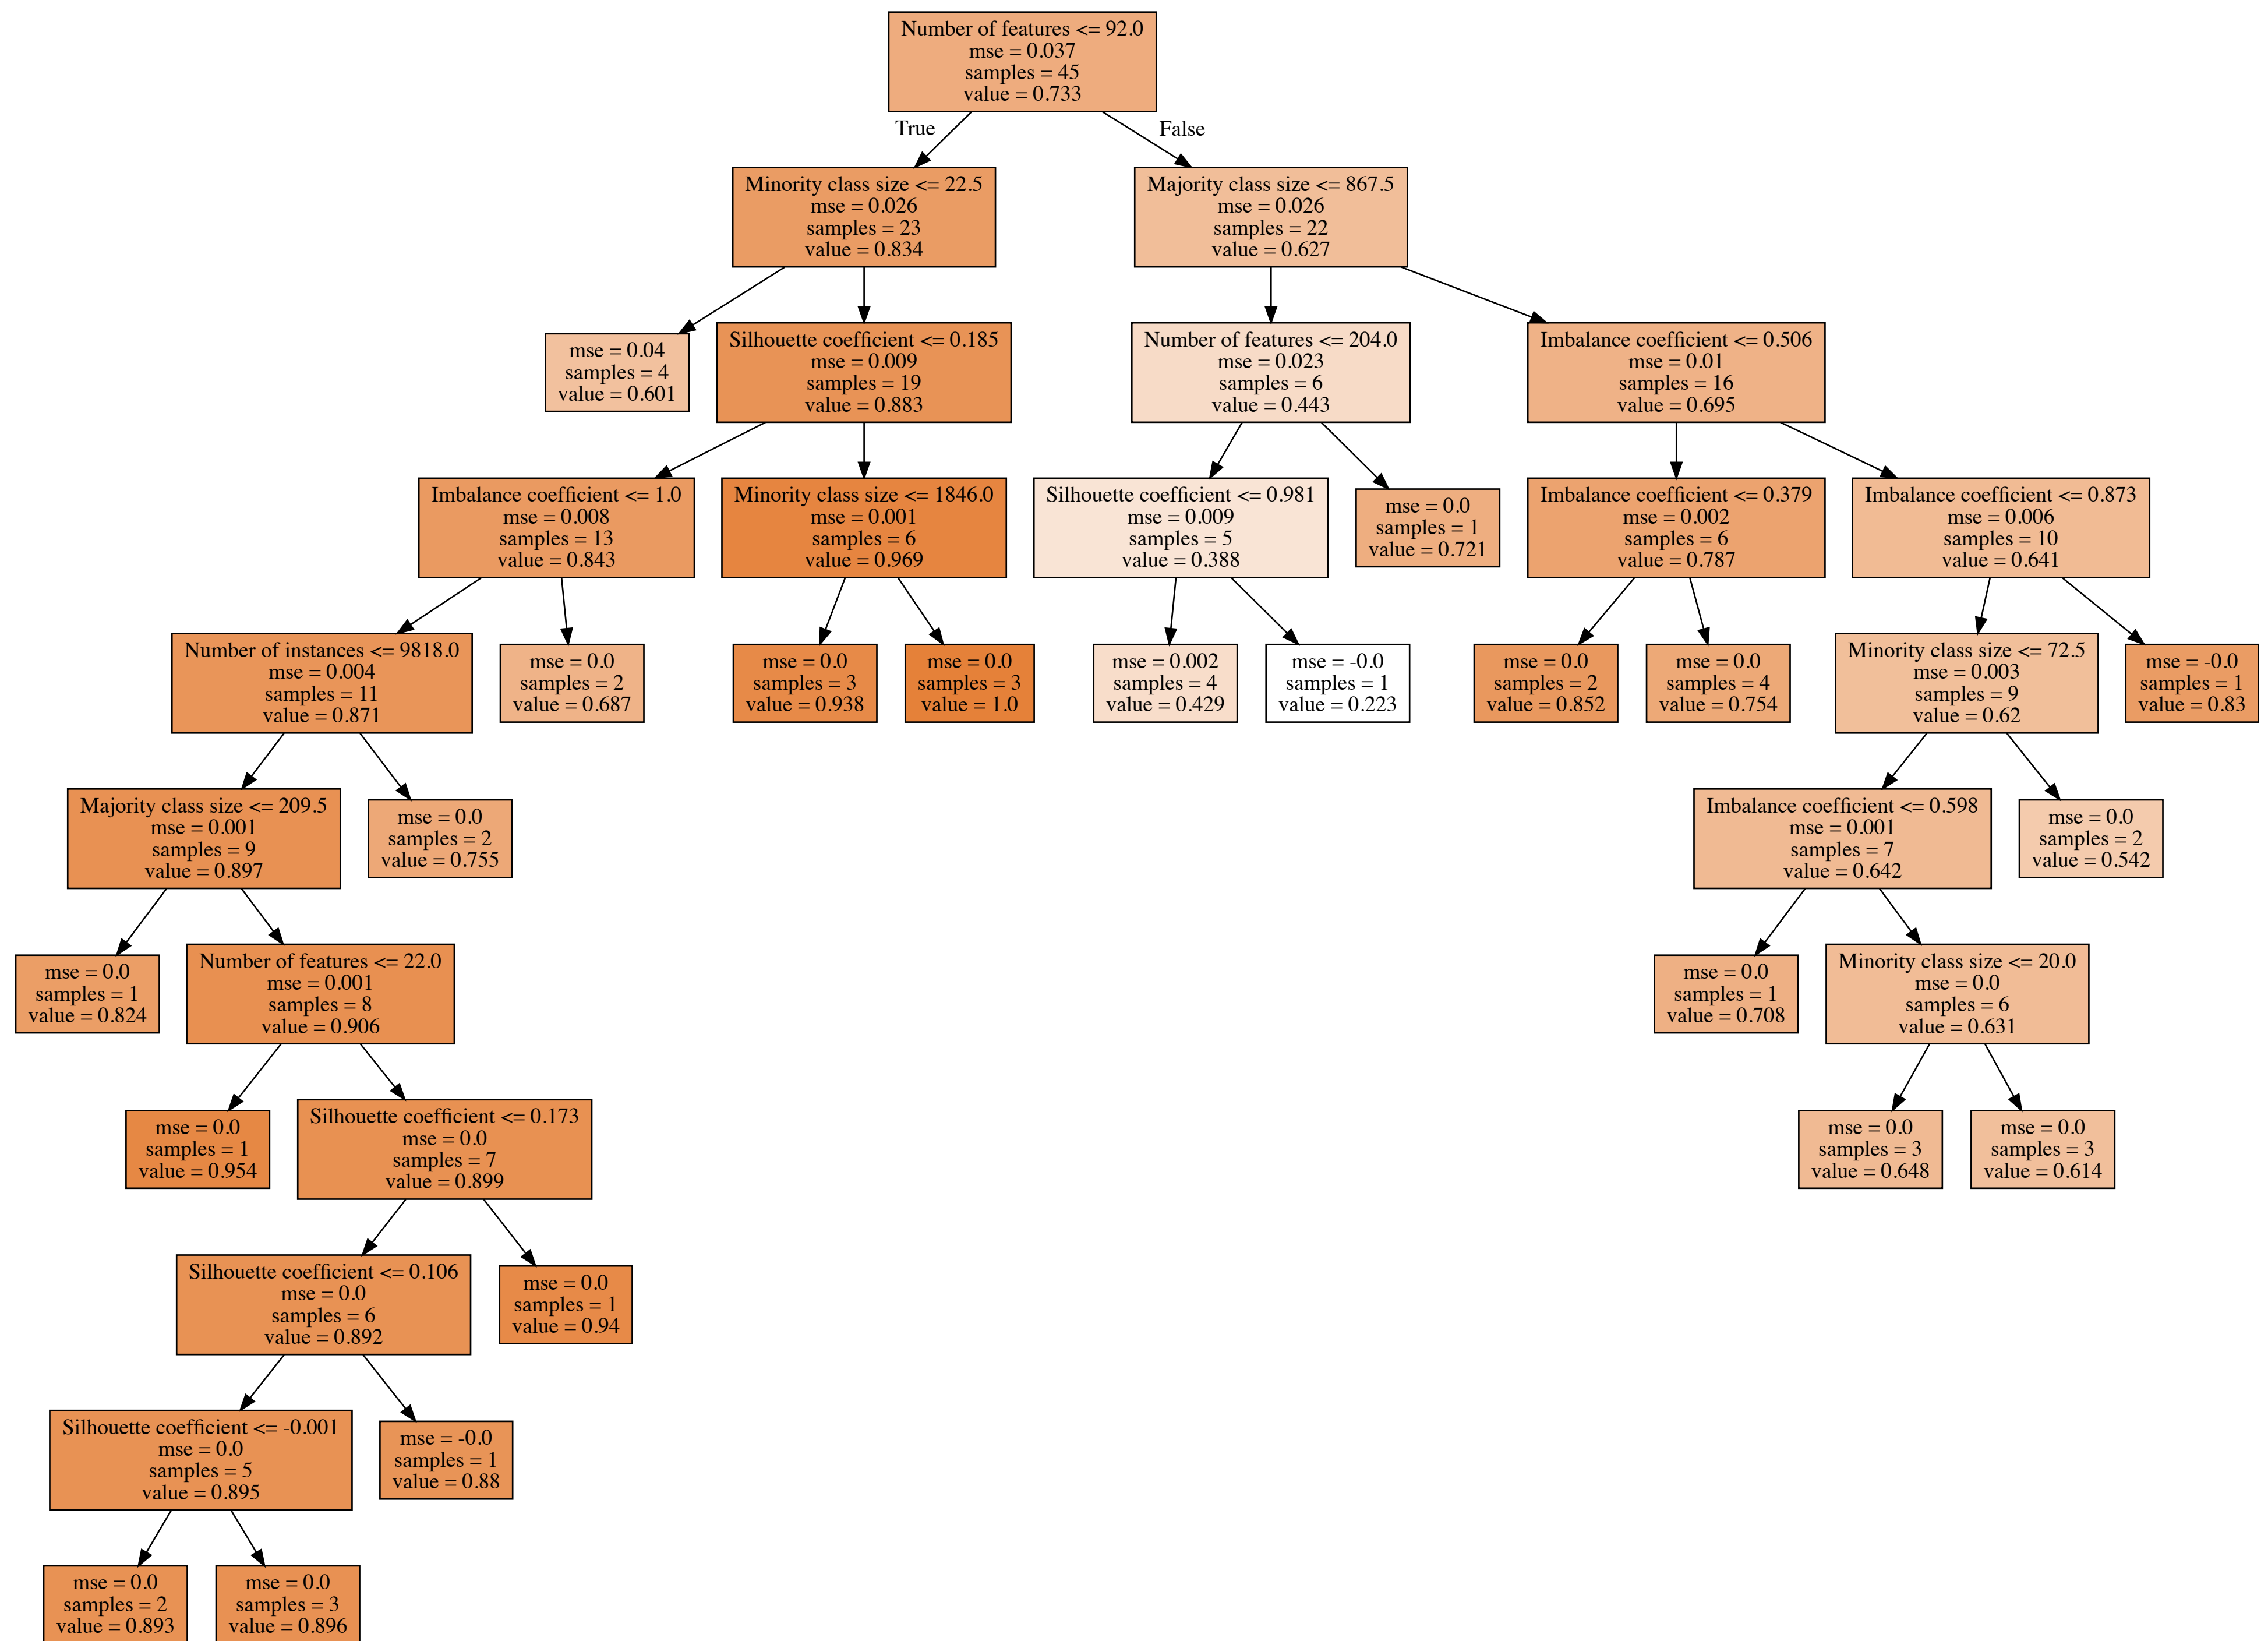 Number of features <= 92.0
mse = 0.037
samples = 45
value = 0.733
True
False
Minority class size <= 22.5
mse = 0.026
samples = 23
value = 0.834
Majority class size <= 867.5
mse = 0.026
samples = 22
value = 0.627
mse = 0.04
samples = 4
value = 0.601
Silhouette coefficient <= 0.185
mse = 0.009
samples = 19
value = 0.883
Number of features <= 204.0
mse = 0.023
samples = 6
value = 0.443
Imbalance coefficient <= 0.506
mse = 0.01
samples = 16
value = 0.695
Imbalance coefficient <= 1.0
mse = 0.008
samples = 13
value = 0.843
Minority class size <= 1846.0
mse = 0.001
samples = 6
value = 0.969
Silhouette coefficient <= 0.981
mse = 0.009
samples = 5
value = 0.388
mse = 0.0
samples = 1
value = 0.721
Imbalance coefficient <= 0.379
mse = 0.002
samples = 6
value = 0.787
Imbalance coefficient <= 0.873
mse = 0.006
samples = 10
value = 0.641
Number of instances <= 9818.0
mse = 0.004
samples = 11
value = 0.871
mse = 0.0
samples = 2
value = 0.687
mse = 0.0
samples = 3
value = 0.938
mse = 0.0
samples = 3
value = 1.0
mse = 0.002
samples = 4
value = 0.429
mse = -0.0
samples = 1
value = 0.223
mse = 0.0
samples = 2
value = 0.852
mse = 0.0
samples = 4
value = 0.754
Minority class size <= 72.5
mse = 0.003
samples = 9
value = 0.62
mse = -0.0
samples = 1
value = 0.83
Majority class size <= 209.5
mse = 0.001
samples = 9
value = 0.897
mse = 0.0
samples = 2
value = 0.755
Imbalance coefficient <= 0.598
mse = 0.001
samples = 7
value = 0.642
mse = 0.0
samples = 2
value = 0.542
mse = 0.0
samples = 1
value = 0.824
Number of features <= 22.0
mse = 0.001
samples = 8
value = 0.906
mse = 0.0
samples = 1
value = 0.708
Minority class size <= 20.0
mse = 0.0
samples = 6
value = 0.631
mse = 0.0
samples = 1
value = 0.954
Silhouette coefficient <= 0.173
mse = 0.0
samples = 7
value = 0.899
mse = 0.0
samples = 3
value = 0.648
mse = 0.0
samples = 3
value = 0.614
Silhouette coefficient <= 0.106
mse = 0.0
samples = 6
value = 0.892
mse = 0.0
samples = 1
value = 0.94
Silhouette coefficient <= -0.001
mse = 0.0
samples = 5
value = 0.895
mse = -0.0
samples = 1
value = 0.88
mse = 0.0
samples = 2
value = 0.893
mse = 0.0
samples = 3
value = 0.896